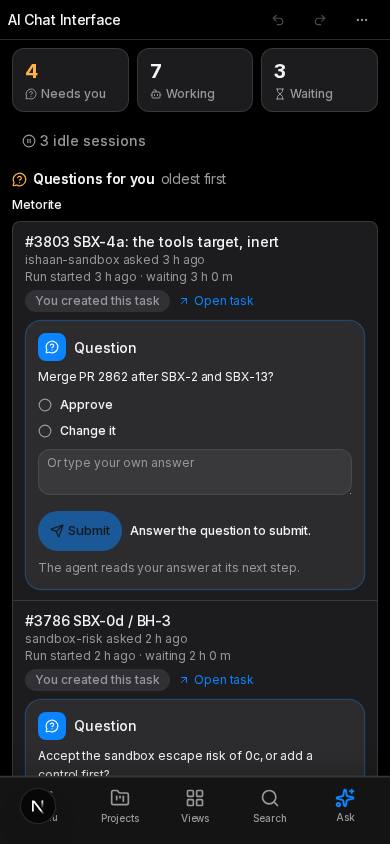 AI Chat Interface
4
Needs you
7
Working
3
Waiting
3 idle sessions
Questions for you oldest first
Metorite
#3803 SBX-4a: the tools target, inert
ishaan-sandbox asked 3 h ago
Run started 3 h ago · waiting 3 h 0 m
You created this task
Open task
Question
Merge PR 2862 after SBX-2 and SBX-13?
Approve
Change it
Or type your own answer
Submit
Answer the question to submit.
The agent reads your answer at its next step.
#3786 SBX-0d / BH-3
sandbox-risk asked 2 h ago
Run started 2 h ago · waiting 2 h 0 m
You created this task
Open task
Question
Accept the sandbox escape risk of 0c, or add a
control first?
N
Projects
Views
Search
Ask